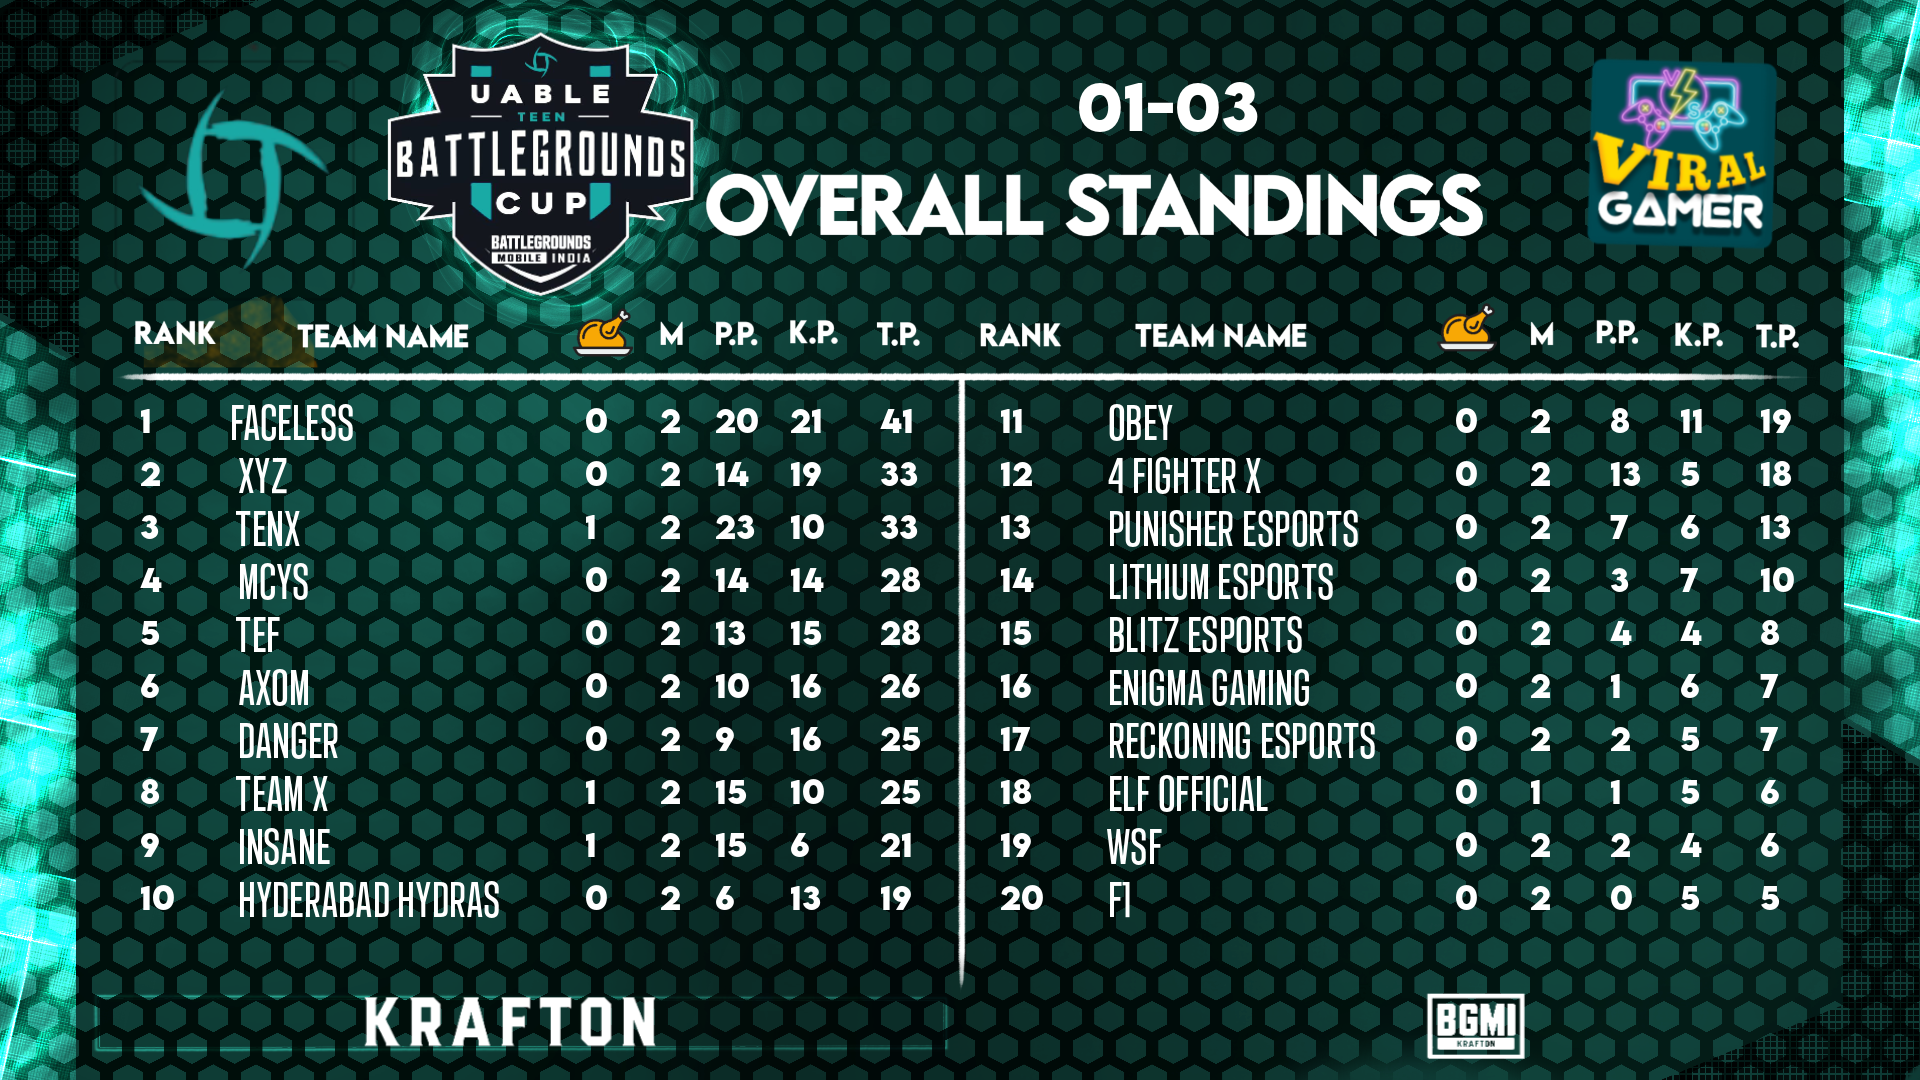 UABLE
TEEN
BATTLEGROUNDS
CUP
BATTLEGROUNDS
MOBILE INDIA
01-03
OVERALL STANDINGS
VS
VIRAL
GAMER
RANK TEAM NAME M P.P. K.P. T.P. RANK TEAM NAME M P.P. K.P. T.P.
1 FACELESS 0 2 20 21 41 11 OBEY 0 2 8 11 19
2 XYZ 0 2 14 19 33 12 4 FIGHTER X 0 2 13 5 18
3 TENX 1 2 23 10 33 13 PUNISHER ESPORTS 0 2 7 6 13
4 MCYS 0 2 14 14 28 14 LITHIUM ESPORTS 0 2 3 7 10
5 TEF 0 2 13 15 28 15 BLITZ ESPORTS 0 2 4 4 8
6 AXOM 0 2 10 16 26 16 ENIGMA GAMING 0 2 1 6 7
7 DANGER 0 2 9 16 25 17 RECKONING ESPORTS 0 2 2 5 7
8 TEAM X 1 2 15 10 25 18 ELF OFFICIAL 0 1 1 5 6
9 INSANE 1 2 15 6 21 19 WSF 0 2 2 4 6
10 HYDERABAD HYDRAS 0 2 6 13 19 20 F1 0 2 0 5 5
KRAFTON
BGMI
KRAFTON